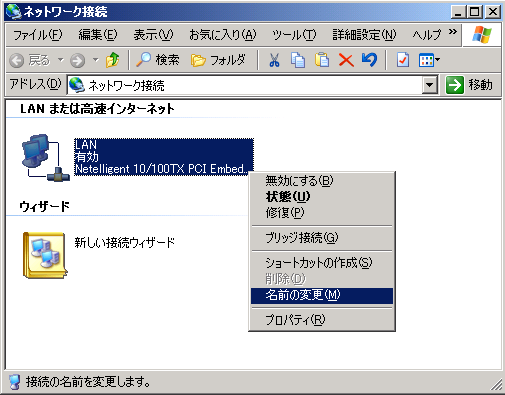 ネットワーク接続
ファイル(F) 編集(E) 表示(V) お気に入り(A) ツール(T) 詳細設定(N) ヘルプ »
戻る 検索 フォルダ
アドレス(D) ネットワーク接続 移動
LAN または高速インターネット
LAN
有効
Netelligent 10/100TX PCI Embed...
無効にする(B)
状態(U)
修復(P)
ブリッジ接続(G)
ショートカットの作成(S)
削除(D)
名前の変更(M)
プロパティ(R)
ウィザード
新しい接続ウィザード
接続の名前を変更します。